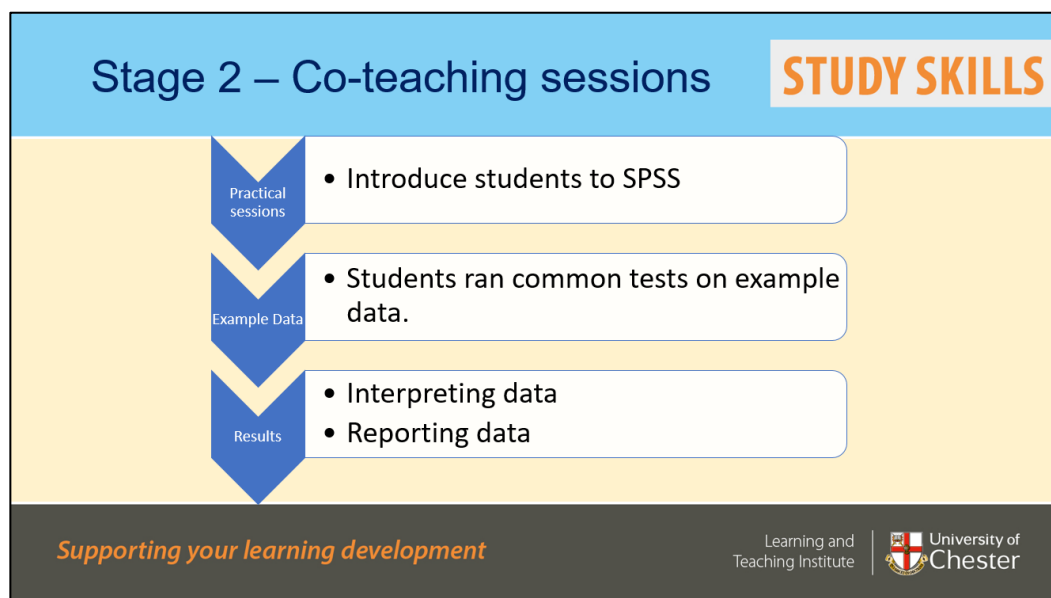 Stage 2 – Co-teaching sessions
STUDY SKILLS
Practical
sessions
• Introduce students to SPSS
Example Data
• Students ran common tests on example
data.
Results
• Interpreting data
• Reporting data
Supporting your learning development
Learning and
Teaching Institute
University of
Chester